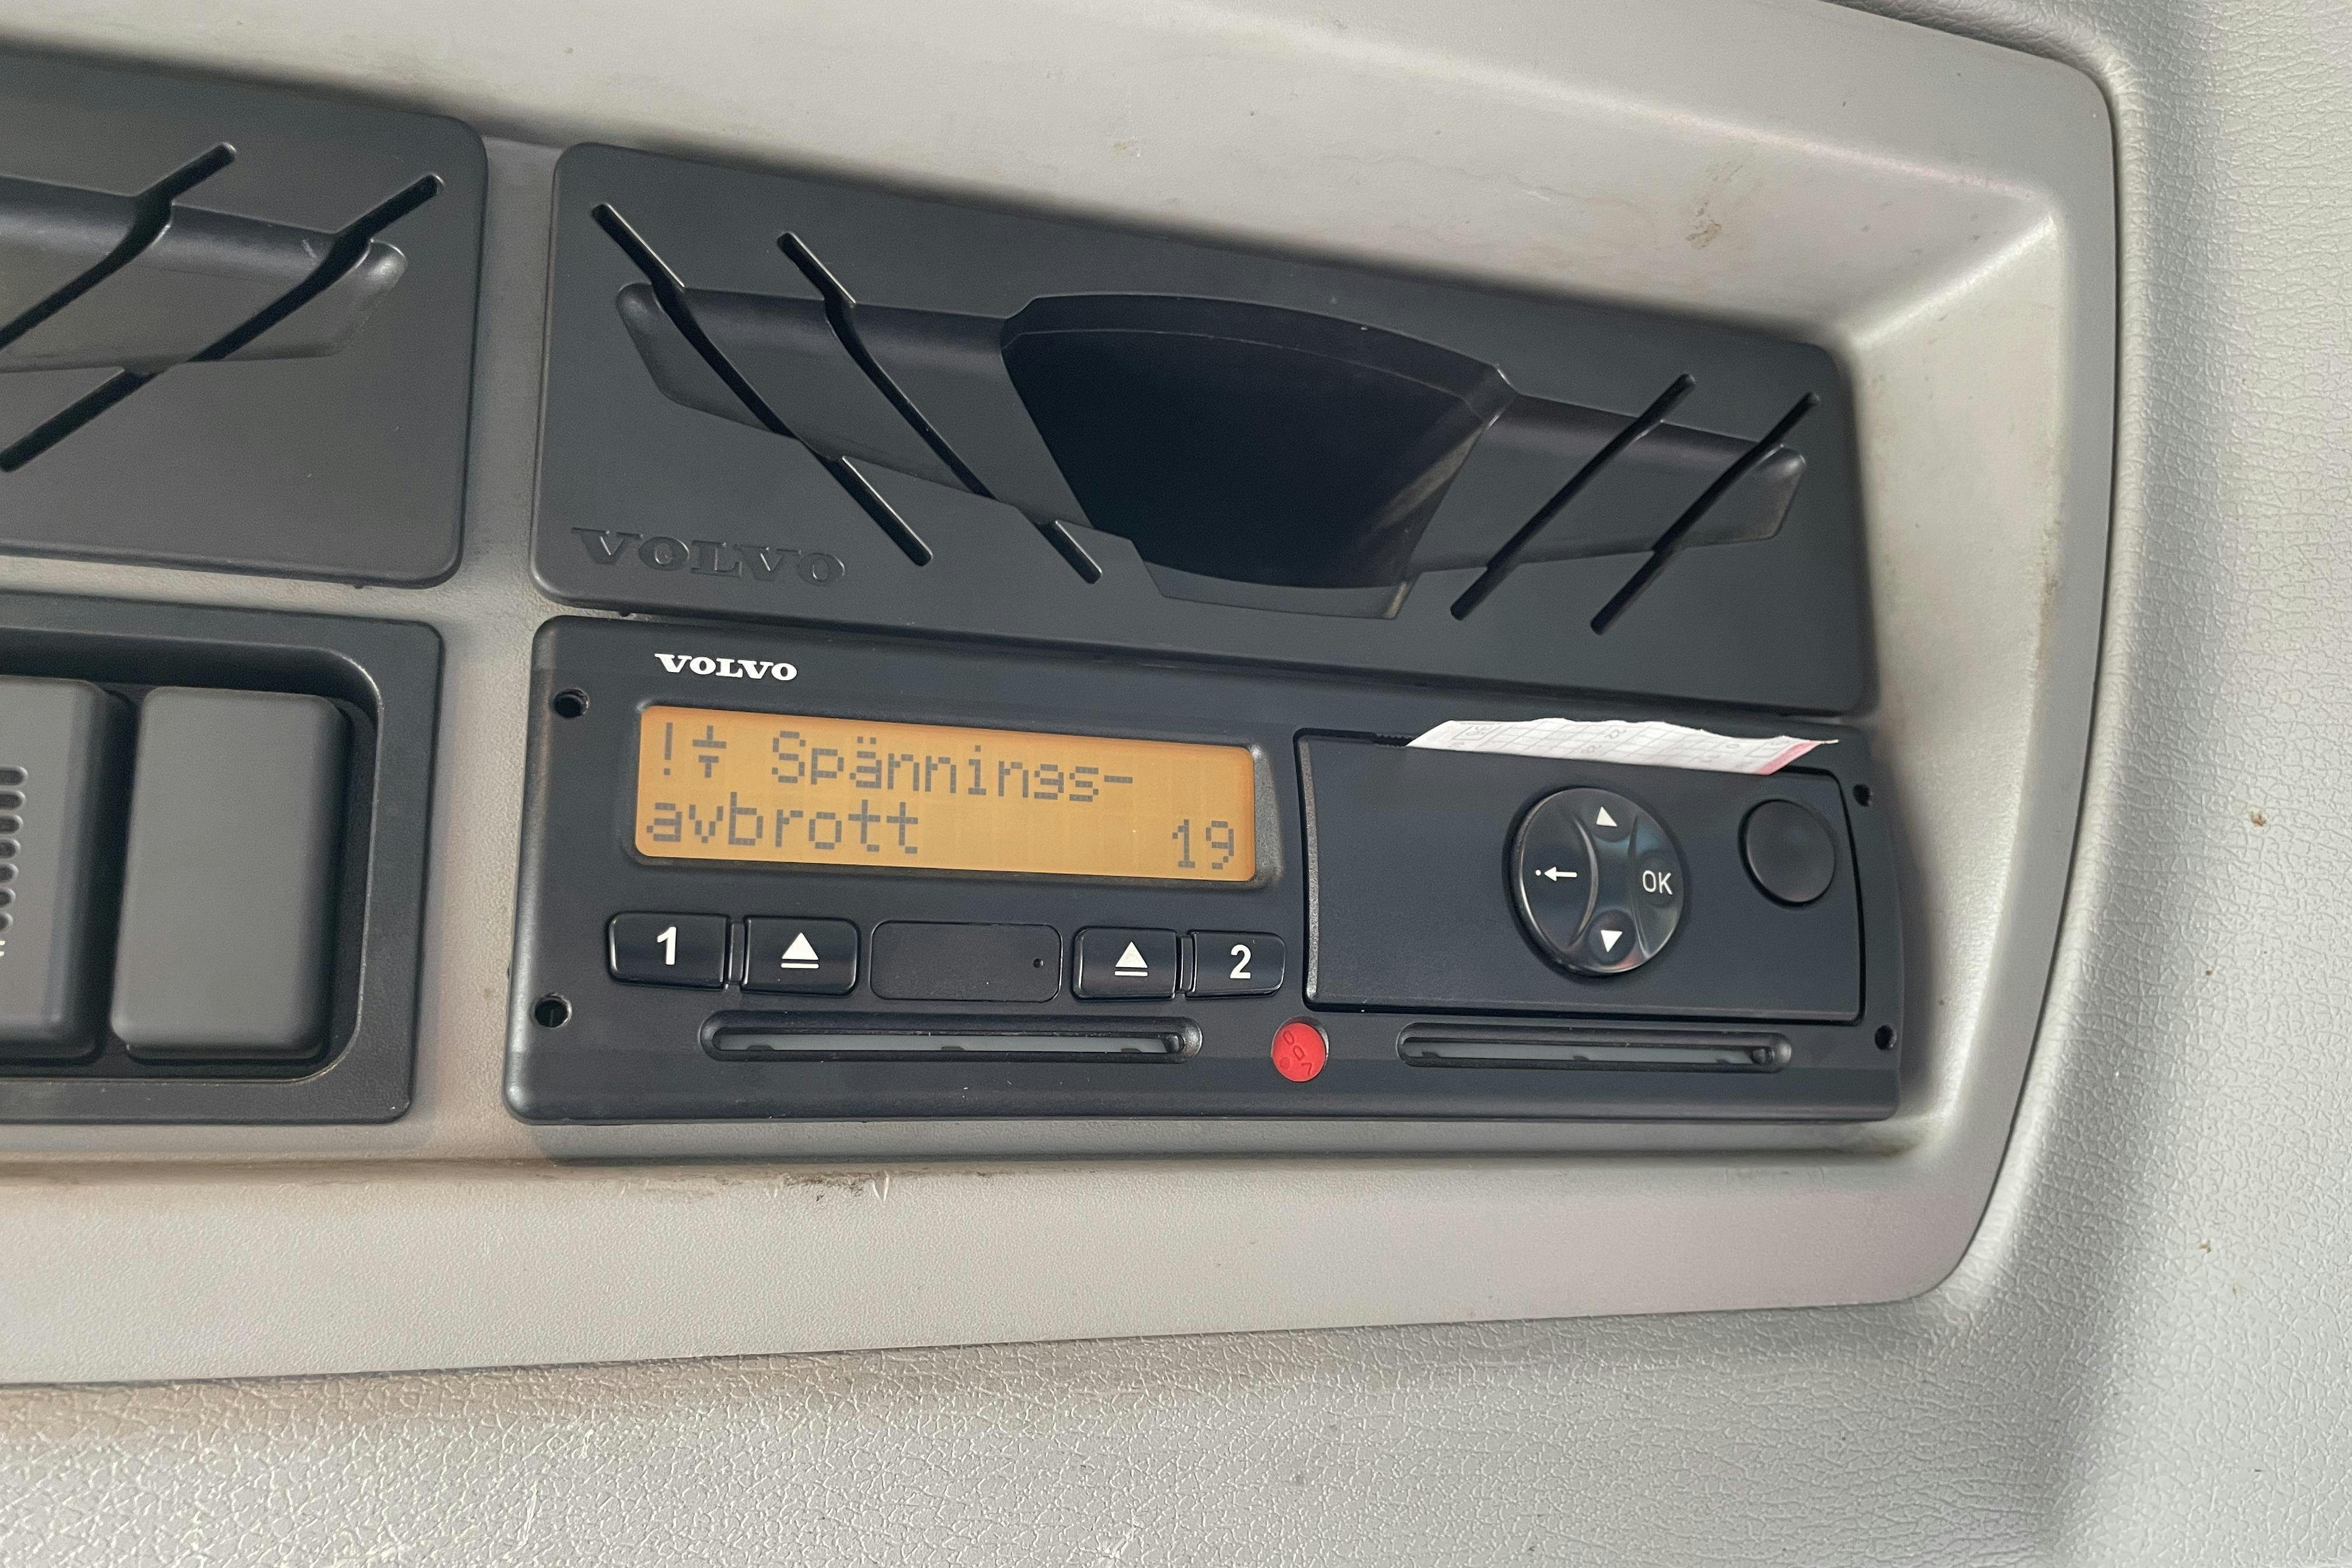 VOLVO
VOLVO
!
Spännings-
avbrott 19
1
2
OK